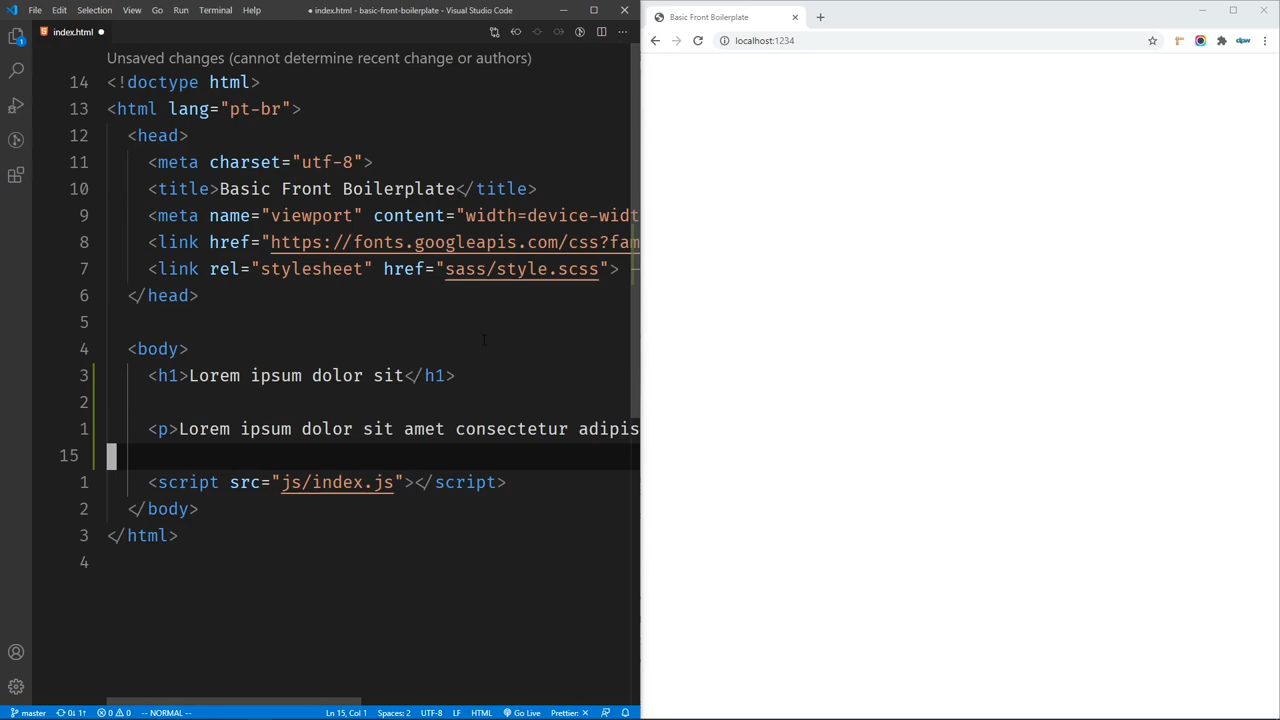 File Edit Selection View Go Run Terminal Help
● index.html - basic-front-boilerplate - Visual Studio Code
index.html ●
Unsaved changes (cannot determine recent change or authors)
14 <!doctype html>
13 <html lang="pt-br">
12 <head>
11 <meta charset="utf-8">
10 <title>Basic Front Boilerplate</title>
9 <meta name="viewport" content="width=device-widt
8 <link href="https://fonts.googleapis.com/css?fam
7 <link rel="stylesheet" href="sass/style.scss">
6 </head>
5
4 <body>
3 <h1>Lorem ipsum dolor sit</h1>
2
1 <p>Lorem ipsum dolor sit amet consectetur adipis
15
1 <script src="js/index.js"></script>
2 </body>
3 </html>
4
master 0↓ 1↑ 0 0 -- NORMAL -- Ln 15, Col 1 Spaces: 2 UTF-8 LF HTML Go Live Prettier: ×
Basic Front Boilerplate
localhost:1234
dpw
1